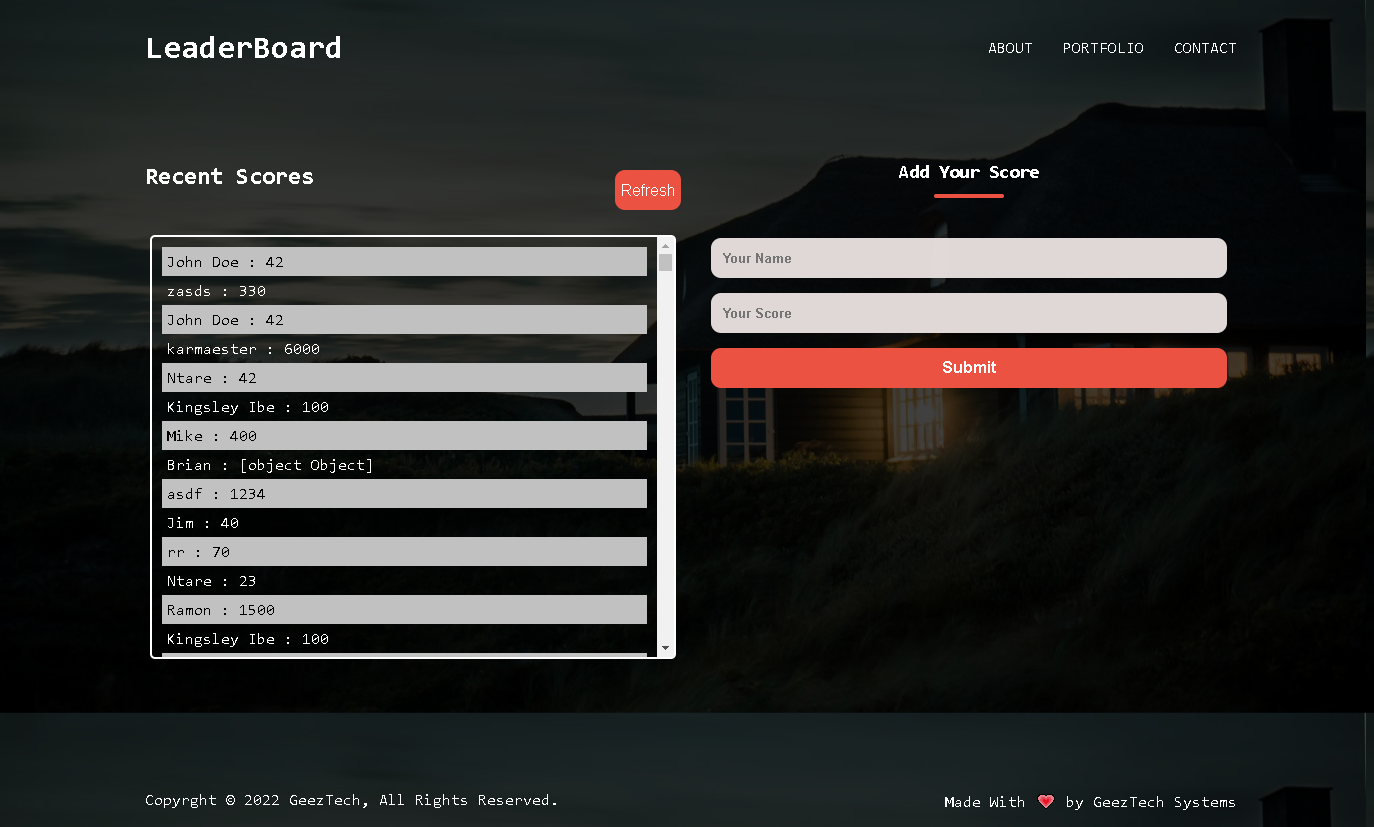 LeaderBoard
ABOUT PORTFOLIO CONTACT
Recent Scores
Refresh
John Doe : 42
zasds : 330
John Doe : 42
karmaester : 6000
Ntare : 42
Kingsley Ibe : 100
Mike : 400
Brian : [object Object]
asdf : 1234
Jim : 40
rr : 70
Ntare : 23
Ramon : 1500
Kingsley Ibe : 100
Add Your Score
Your Name
Your Score
Submit
Copyrght © 2022 GeezTech, All Rights Reserved.
Made With ❤️ by GeezTech Systems